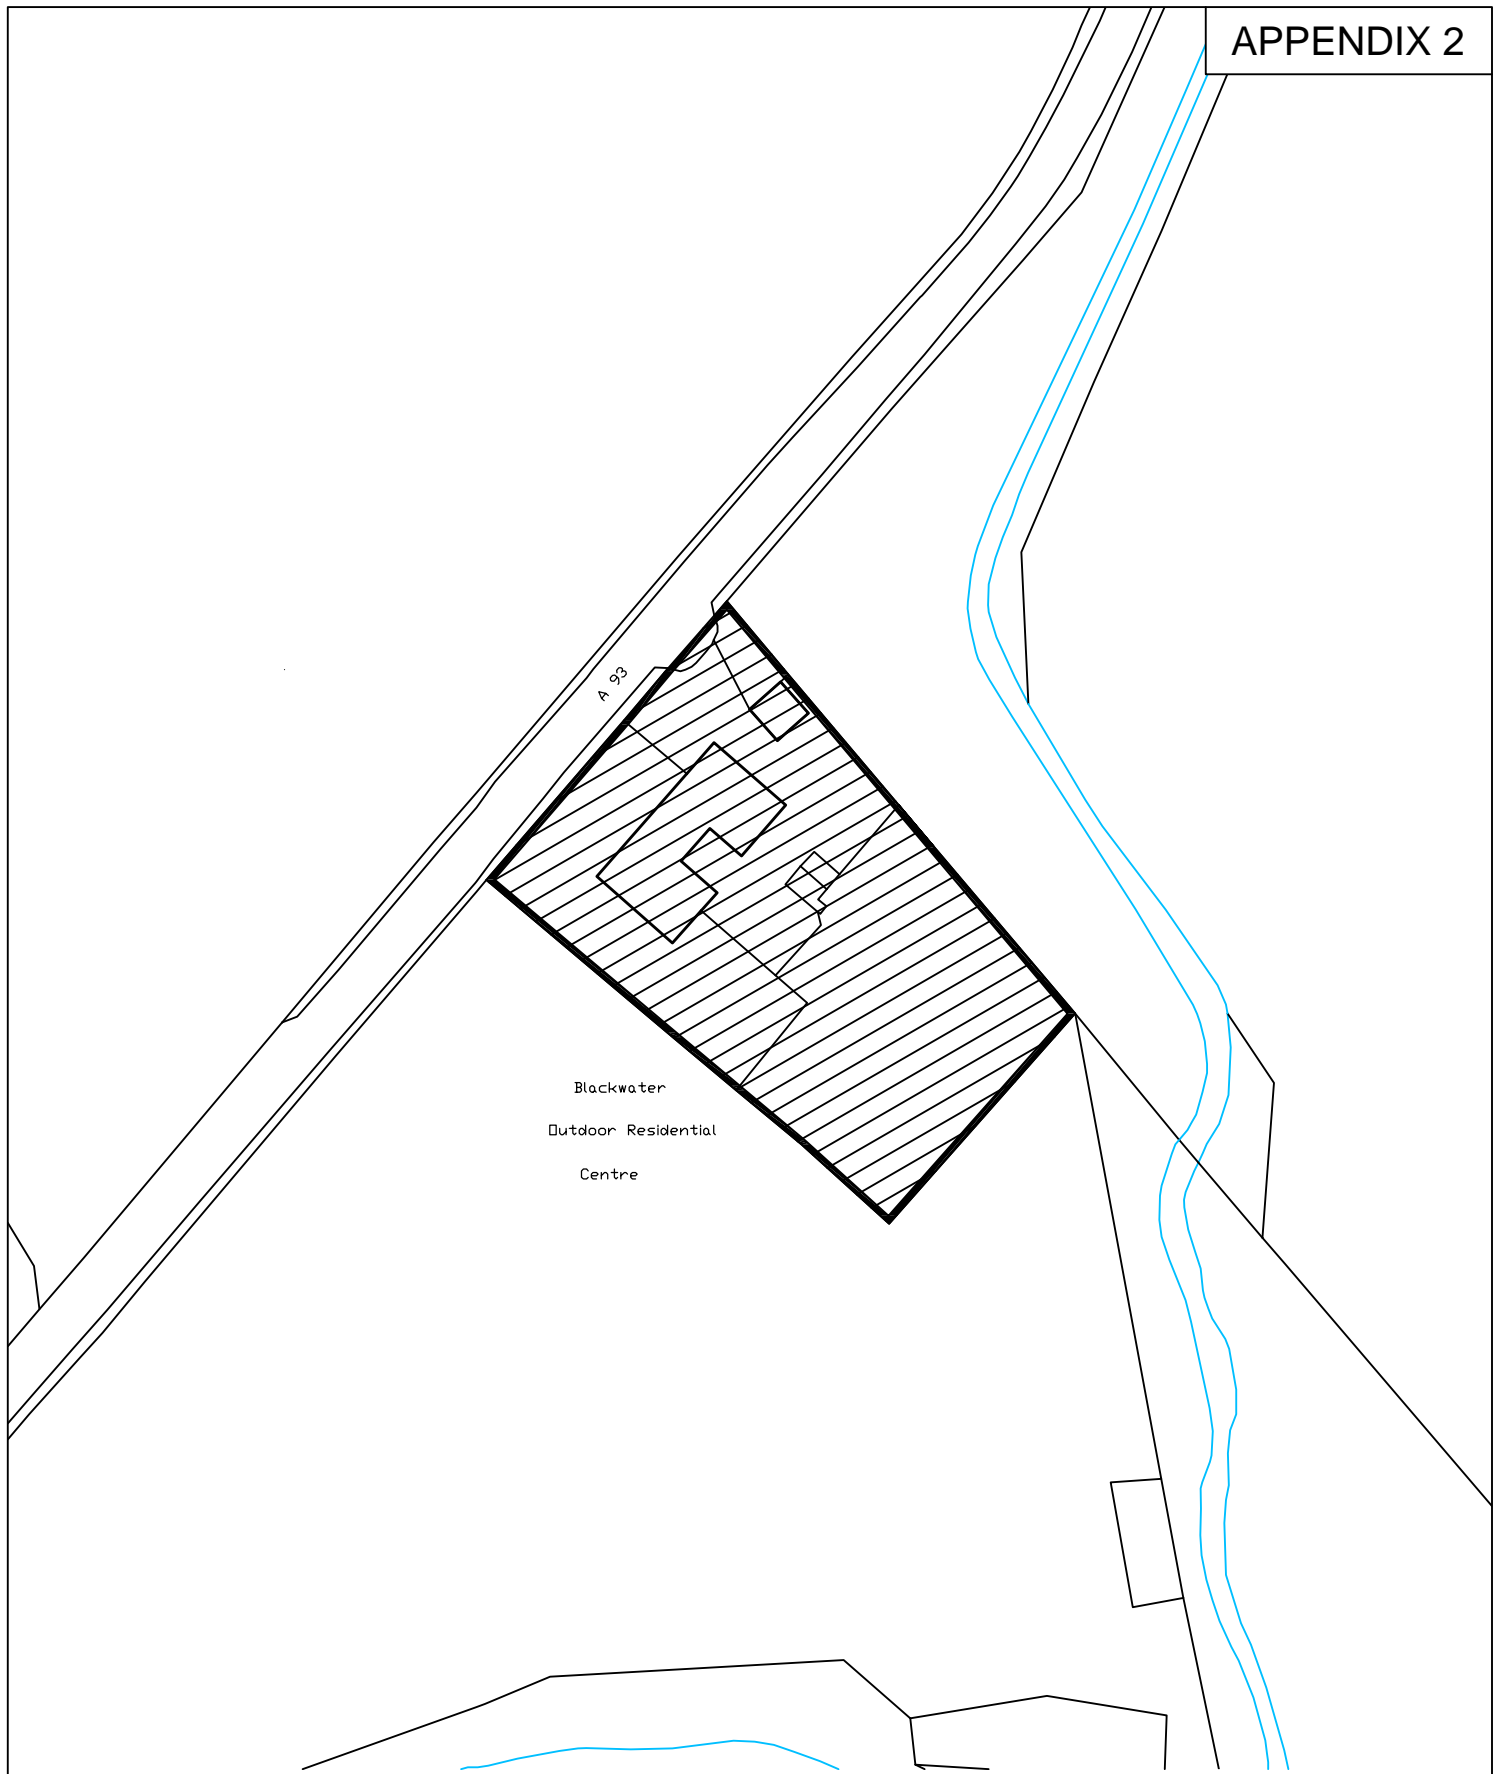 APPENDIX 2
A 93
Blackwater
Outdoor Residential
Centre